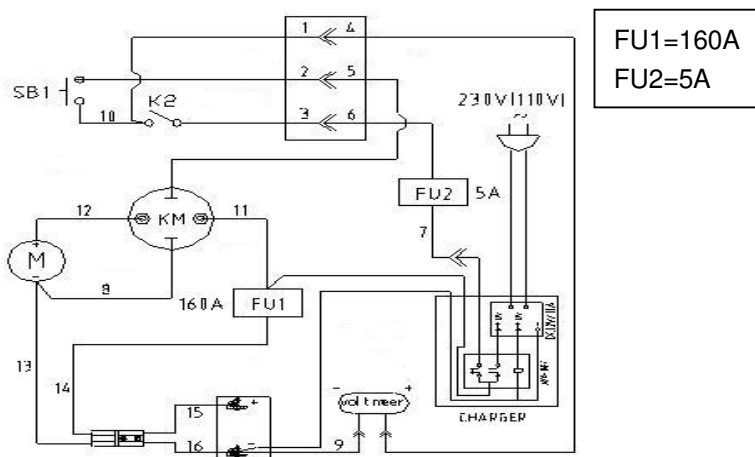 FU1=160A
FU2=5A
1 4
2 5
3 6
SB1
K2
10
230V(110V)
~
FU2 5A
7
12
KM
11
M
+
-
8
160A FU1
13
14
15
16
+
-
9
- +
voltmeer
CHARGER